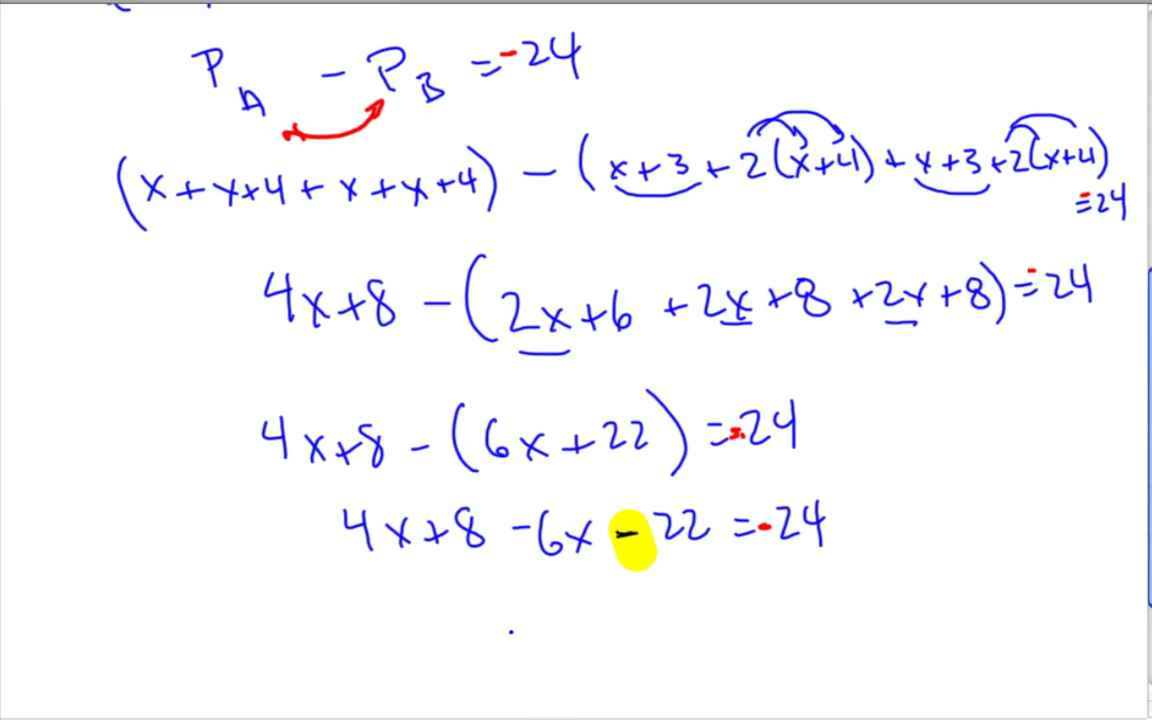 P_A - P_B = -24
(x + x+4 + x + x+4) - (x+3 + 2(x+4) + x+3 + 2(x+4)
= -24
4x+8 - (2x+6 +2x+8 +2x+8) = -24
4x+8 - (6x+22) = -24
4x+8 -6x -22 = -24